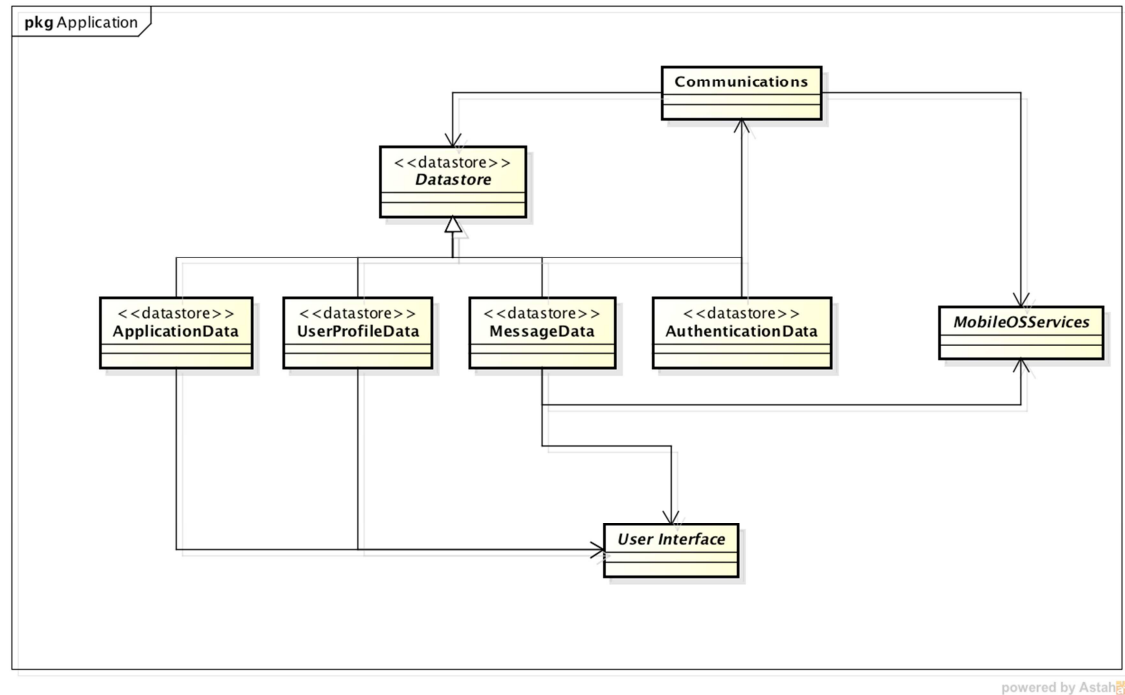 pkg Application
Communications
<<datastore>>
Datastore
<<datastore>>
ApplicationData
<<datastore>>
UserProfileData
<<datastore>>
MessageData
<<datastore>>
AuthenticationData
MobileOSServices
User Interface
powered by Astah